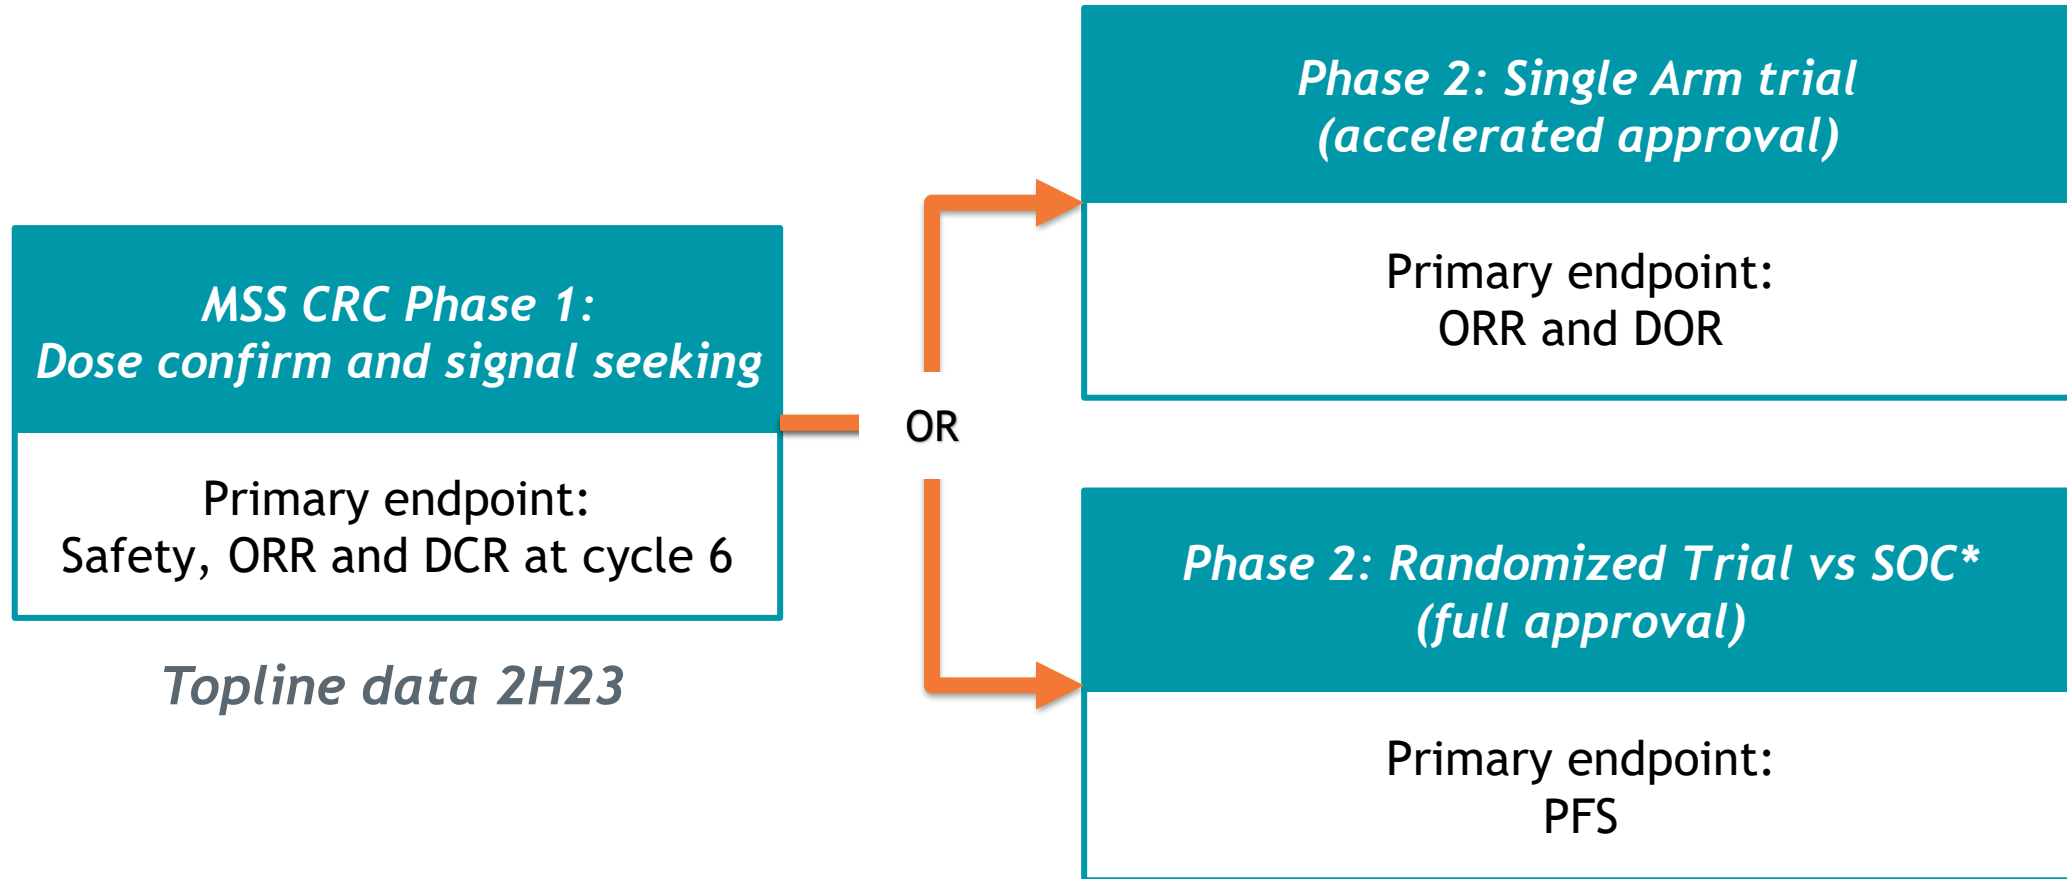 MSS CRC Phase 1:
Dose confirm and signal seeking
Primary endpoint:
Safety, ORR and DCR at cycle 6
Topline data 2H23
OR
Phase 2: Single Arm trial
(accelerated approval)
Primary endpoint:
ORR and DOR
Phase 2: Randomized Trial vs SOC*
(full approval)
Primary endpoint:
PFS